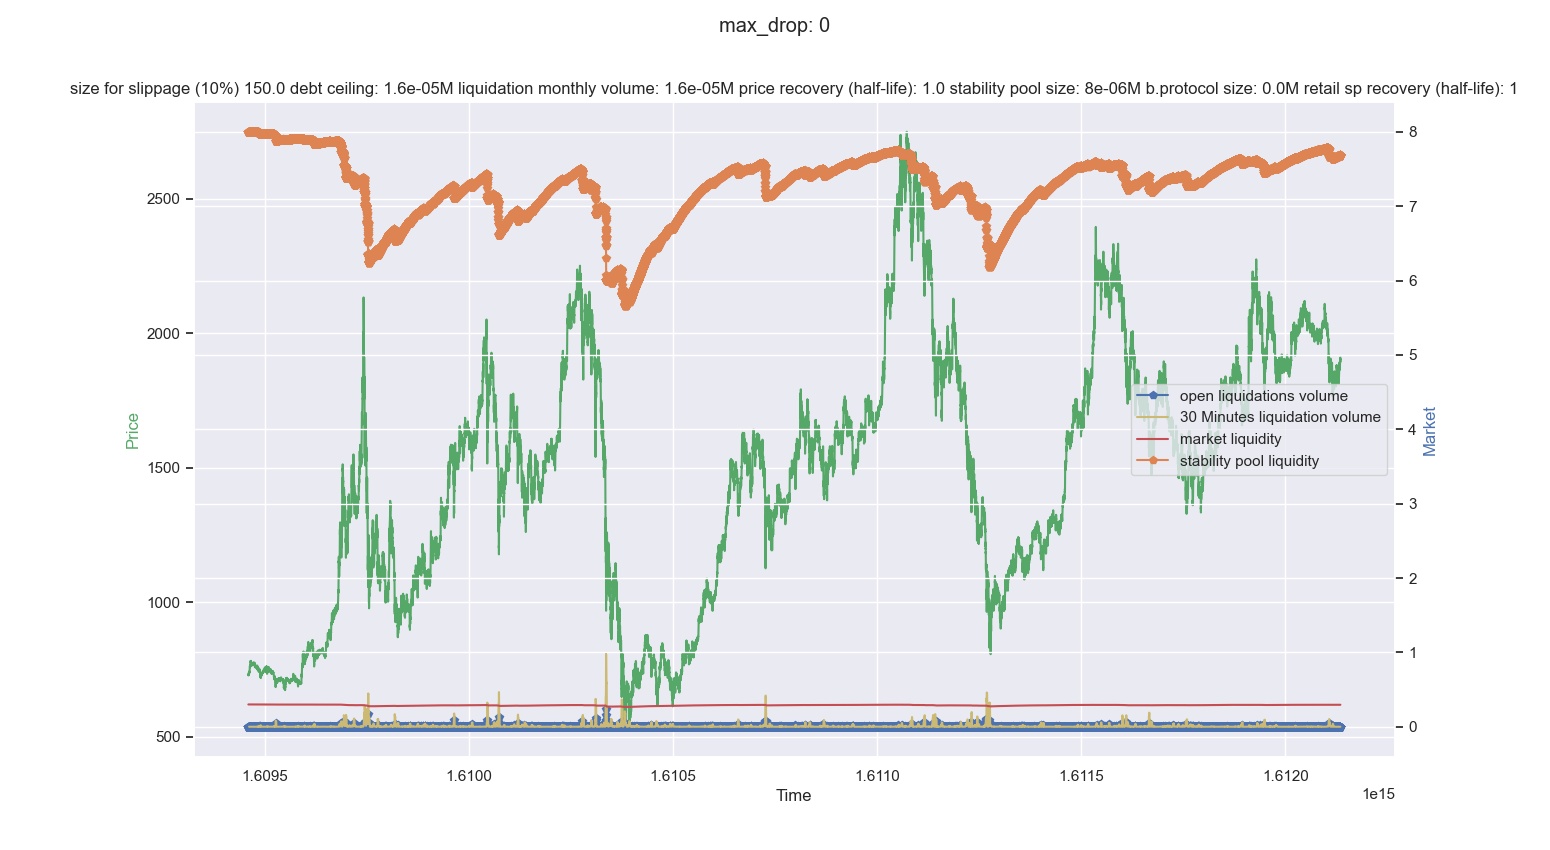 max_drop: 0
size for slippage (10%) 150.0 debt ceiling: 1.6e-05M liquidation monthly volume: 1.6e-05M price recovery (half-life): 1.0 stability pool size: 8e-06M b.protocol size: 0.0M retail sp recovery (half-life): 1
2500
2000
1500
1000
500
Price
8
7
6
5
4
3
2
1
0
Market
open liquidations volume
30 Minutes liquidation volume
market liquidity
stability pool liquidity
1.6095 1.6100 1.6105 1.6110 1.6115 1.6120
1e15
Time